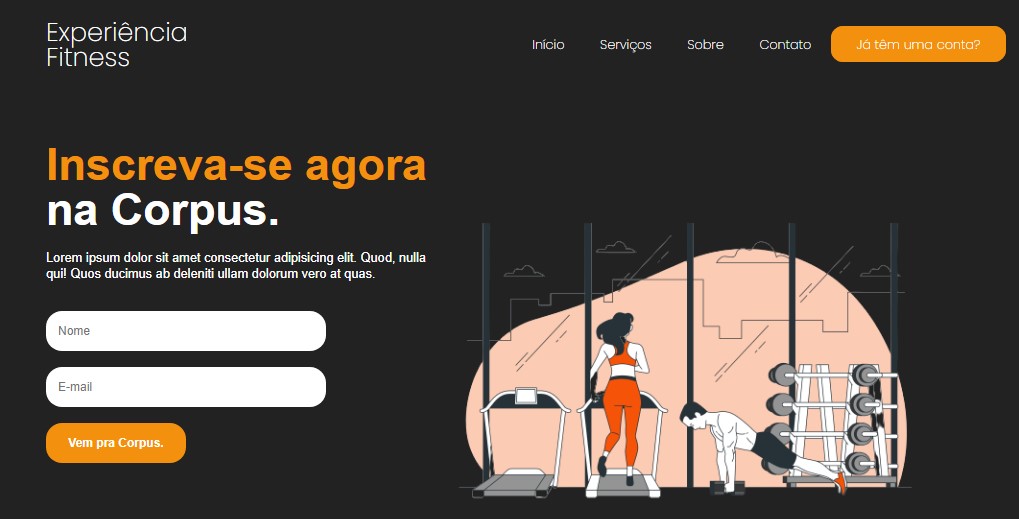 Experiência
Fitness
Início
Serviços
Sobre
Contato
Já têm uma conta?
Inscreva-se agora
na Corpus.
Lorem ipsum dolor sit amet consectetur adipisicing elit. Quod, nulla
qui! Quos ducimus ab deleniti ullam dolorum vero at quas.
Nome
E-mail
Vem pra Corpus.